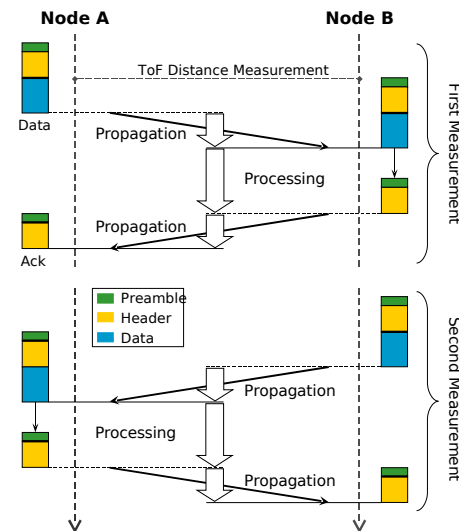 Node A
Node B
ToF Distance Measurement
Data
Propagation
Processing
Propagation
Ack
First Measurement
Preamble
Header
Data
Propagation
Processing
Propagation
Second Measurement